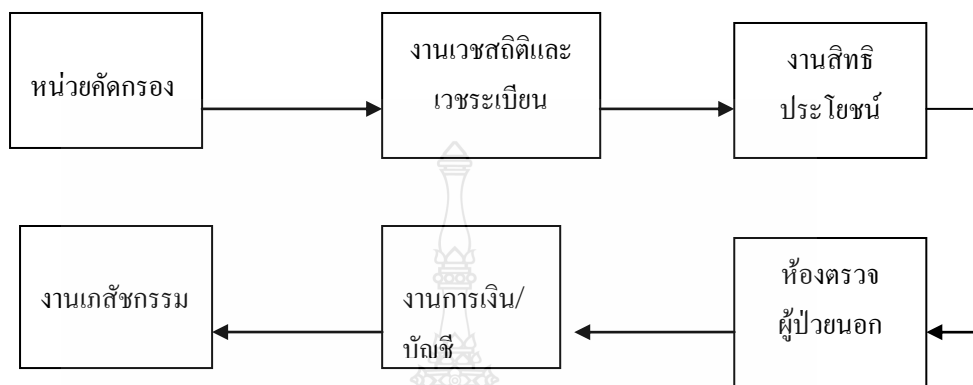 หน่วยคัดกรอง
งานเวชสถิติและ
เวชระเบียน
งานสิทธิ
ประโยชน์
ห้องตรวจ
ผู้ป่วยนอก
งานการเงิน/
บัญชี
งานเภสัชกรรม